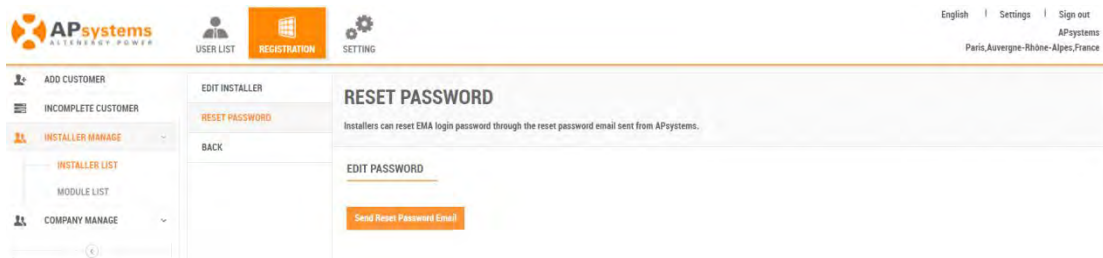 English | Settings | Sign out
APsystems
ALTENERGY POWER
USER LIST
REGISTRATION
SETTING
APsystems
Paris,Auvergne-Rhône-Alpes,France
ADD CUSTOMER
INCOMPLETE CUSTOMER
INSTALLER MANAGE
INSTALLER LIST
MODULE LIST
COMPANY MANAGE
EDIT INSTALLER
RESET PASSWORD
BACK
RESET PASSWORD
Installers can reset EMA login password through the reset password email sent from APsystems.
EDIT PASSWORD
Send Reset Password Email